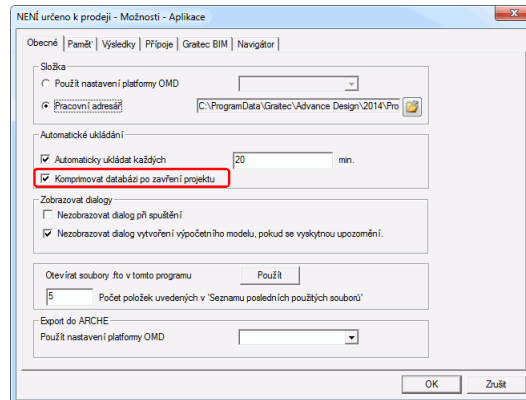 NENÍ určeno k prodeji - Možnosti - Aplikace
Obecné Paměť Výsledky Přípoje Graitec BIM Navigátor
Složka
Použít nastavení platformy OMD
Pracovní adresář C:\ProgramData\Graitec\Advance Design\2014\Pro
Automatické ukládání
Automaticky ukládat každých 20 min.
Komprimovat databázi po zavření projektu
Zobrazovat dialogy
Nezobrazovat dialog při spuštění
Nezobrazovat dialog vytvoření výpočetního modelu, pokud se vyskytnou upozornění.
Otevírat soubory .fto v tomto programu Použít
5 Počet položek uvedených v 'Seznamu posledních použitých souborů'
Export do ARCHE
Použít nastavení platformy OMD
OK Zrušit